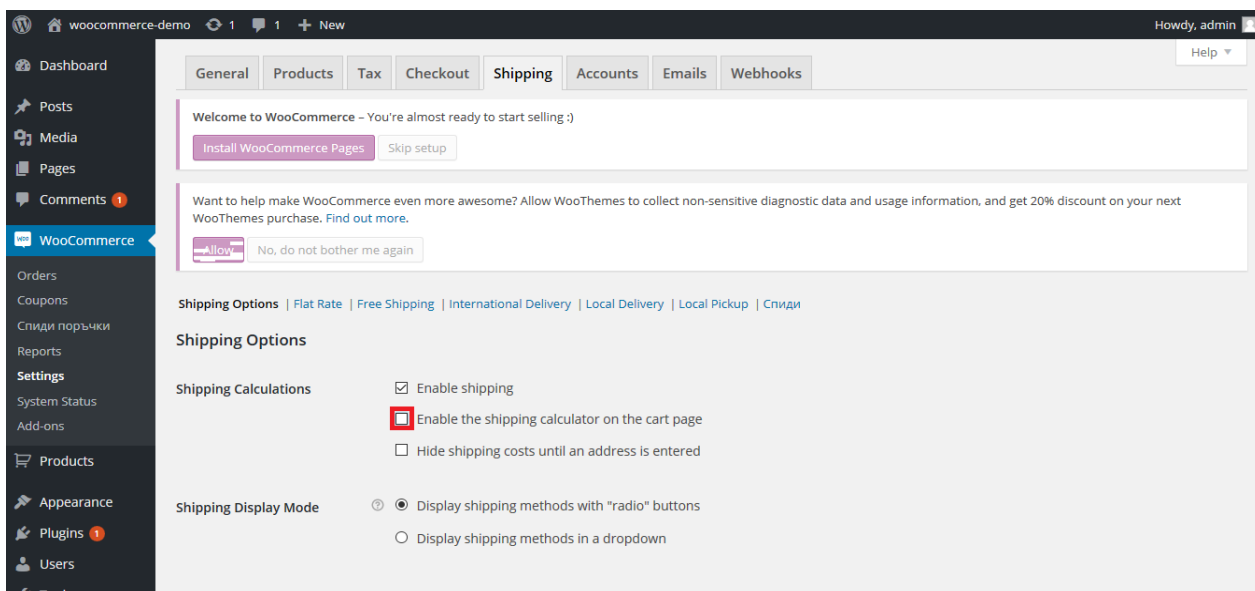 woocommerce-demo 1 1 + New Howdy, admin
Help ▼
Dashboard
Posts
Media
Pages
Comments 1
WooCommerce
Orders
Coupons
Спиди поръчки
Reports
Settings
System Status
Add-ons
Products
Appearance
Plugins 1
Users
General Products Tax Checkout Shipping Accounts Emails Webhooks
Welcome to WooCommerce – You're almost ready to start selling :)
Install WooCommerce Pages Skip setup
Want to help make WooCommerce even more awesome? Allow WooThemes to collect non-sensitive diagnostic data and usage information, and get 20% discount on your next
WooThemes purchase. Find out more.
Allow No, do not bother me again
Shipping Options | Flat Rate | Free Shipping | International Delivery | Local Delivery | Local Pickup | Спиди
Shipping Options
Shipping Calculations Enable shipping
Enable the shipping calculator on the cart page
Hide shipping costs until an address is entered
Shipping Display Mode Display shipping methods with "radio" buttons
Display shipping methods in a dropdown